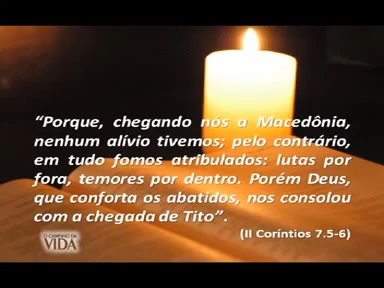 “Porque, chegando nós a Macedônia,
nenhum alívio tivemos; pelo contrário,
em tudo fomos atribulados: lutas por
fora, temores por dentro. Porém Deus,
que conforta os abatidos, nos consolou
com a chegada de Tito”.
(II Coríntios 7.5-6)
O CAMINHO DA
VIDA